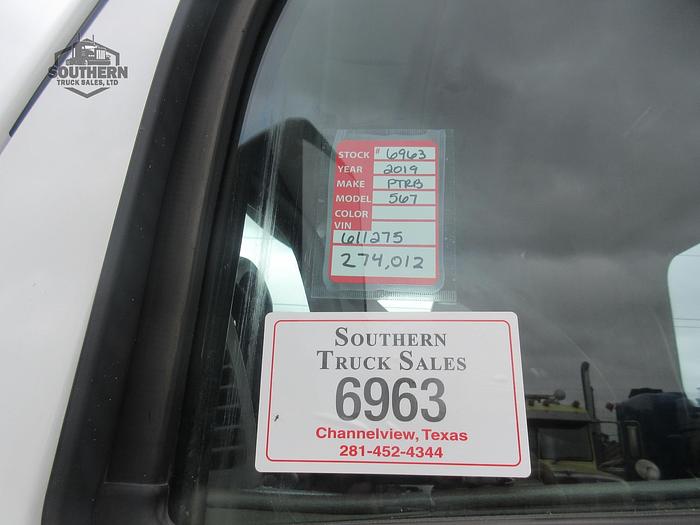 SOUTHERN
TRUCK SALES, LTD
STOCK # 6963
YEAR 2019
MAKE PTRB
MODEL 567
COLOR
VIN
611275
274,012
SOUTHERN
TRUCK SALES
6963
Channelview, Texas
281-452-4344